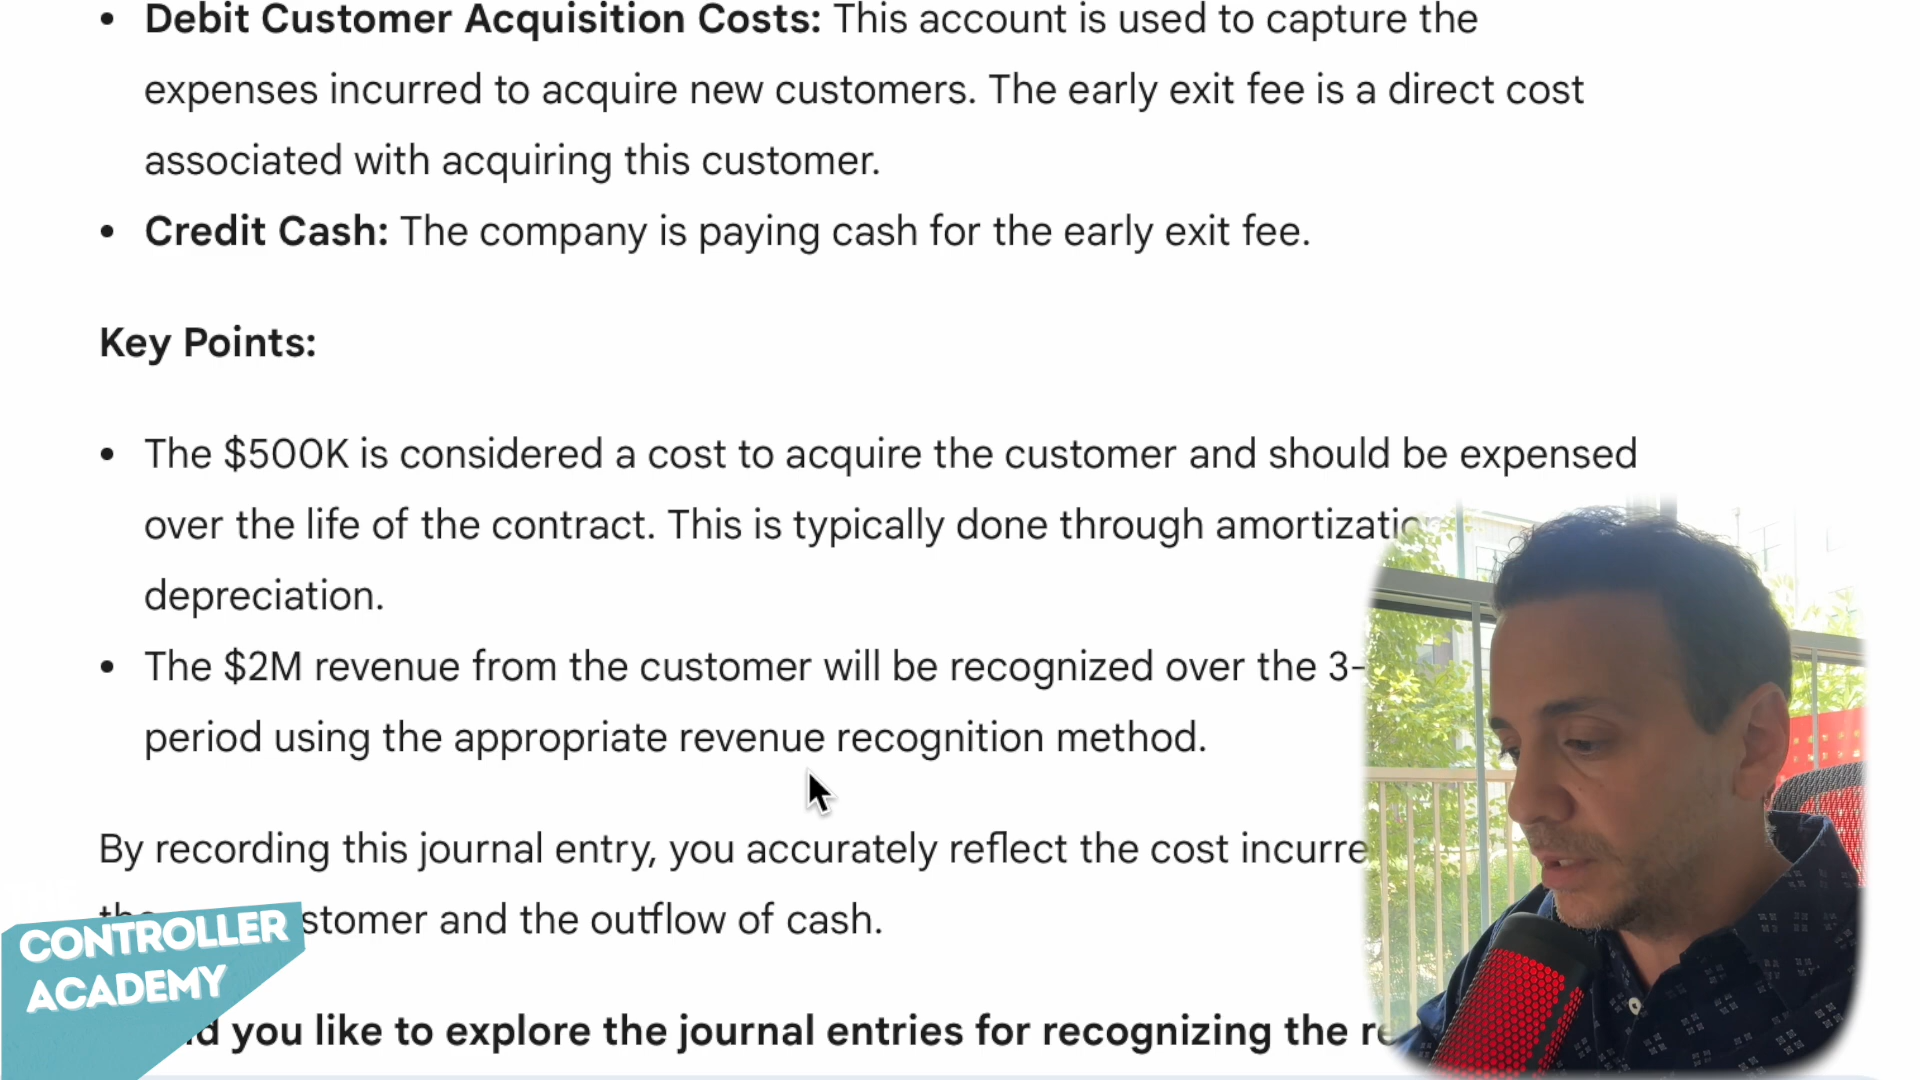 • Debit Customer Acquisition Costs: This account is used to capture the
expenses incurred to acquire new customers. The early exit fee is a direct cost
associated with acquiring this customer.
• Credit Cash: The company is paying cash for the early exit fee.
Key Points:
• The $500K is considered a cost to acquire the customer and should be expensed
over the life of the contract. This is typically done through
depreciation.
• The $2M revenue from the customer will be recognized over the 3-
period using the appropriate revenue recognition method.
By recording this journal entry, you accurately reflect the cost
and the outflow of cash.
you like to explore the journal entries for recognizing the
CONTROLLER
ACADEMY